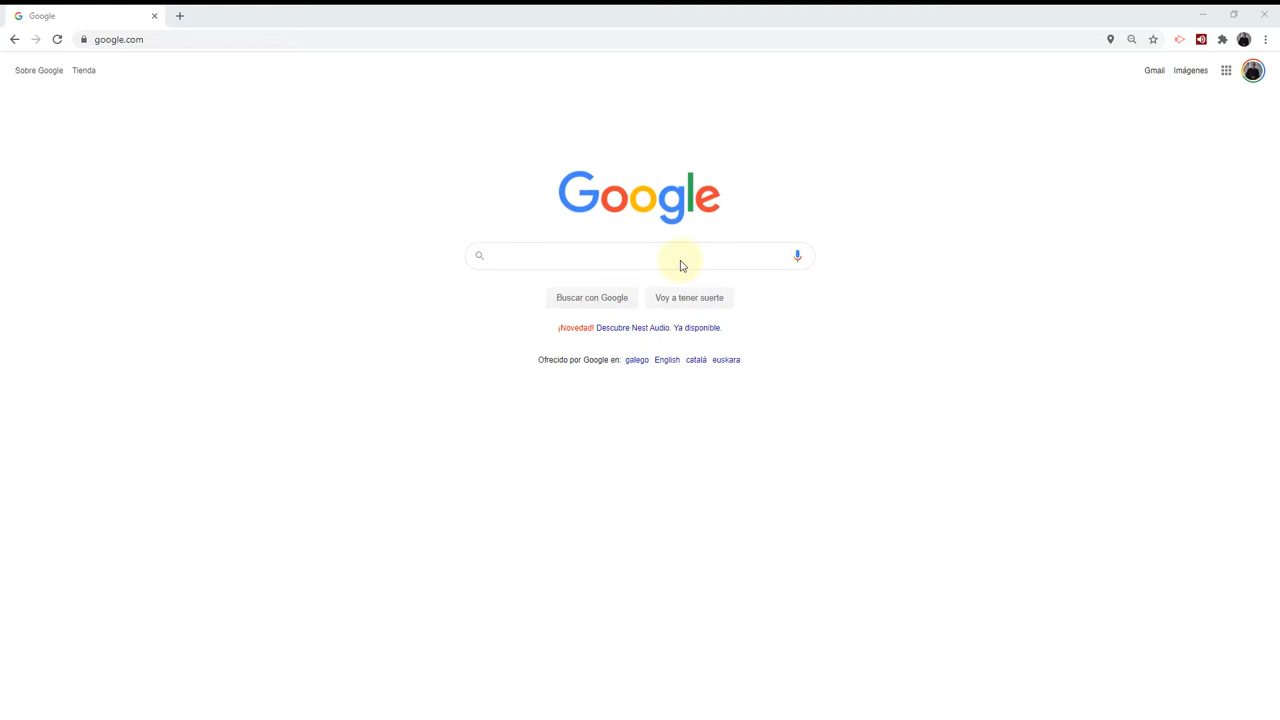 Google
google.com
Sobre Google Tienda
Gmail Imágenes
Google
Buscar con Google Voy a tener suerte
¡Novedad! Descubre Nest Audio. Ya disponible.
Ofrecido por Google en: galego English català euskara